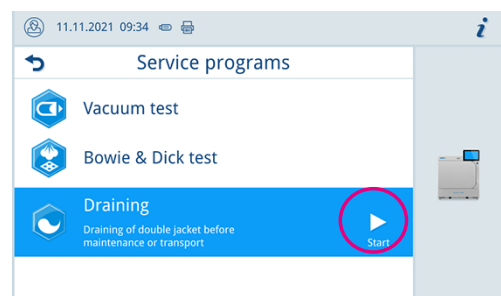 11.11.2021 09:34
i
Service programs
Vacuum test
Bowie & Dick test
Draining
Draining of double jacket before
maintenance or transport
Start